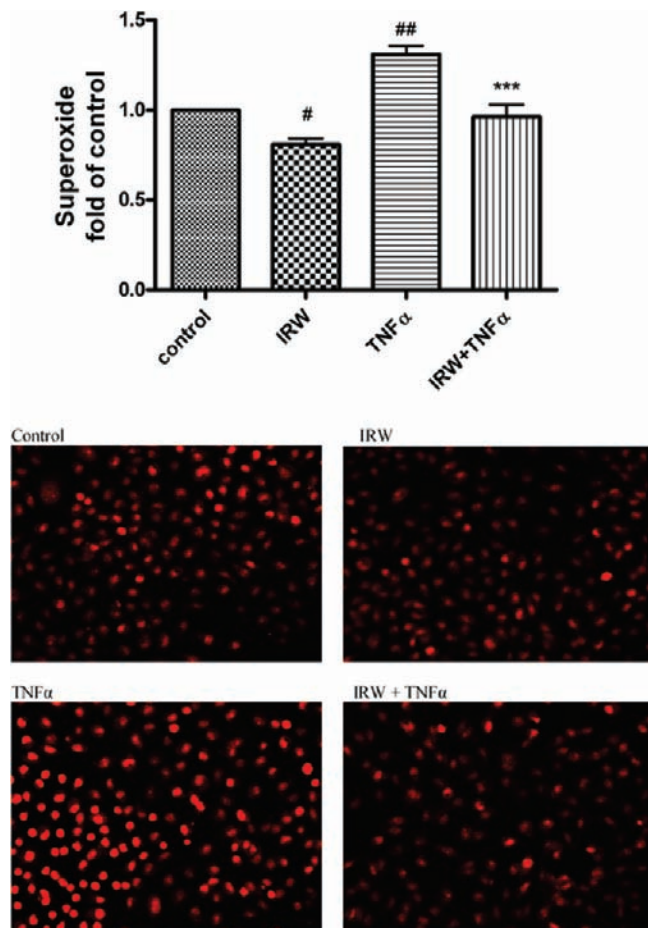 1.5
##
Superoxide
fold of control
1.0
***
#
0.5
0.0
control
IRW
TNFα
IRW+TNFα
Control
IRW
TNFα
IRW + TNFα